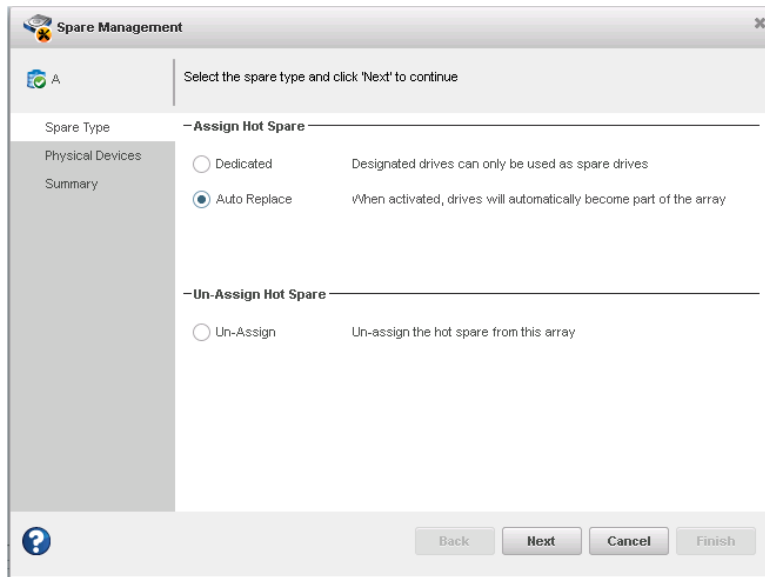 Spare Management
A
Select the spare type and click 'Next' to continue
Spare Type
Physical Devices
Summary
Assign Hot Spare
Dedicated Designated drives can only be used as spare drives
Auto Replace When activated, drives will automatically become part of the array
Un-Assign Hot Spare
Un-Assign Un-assign the hot spare from this array
?
Back Next Cancel Finish